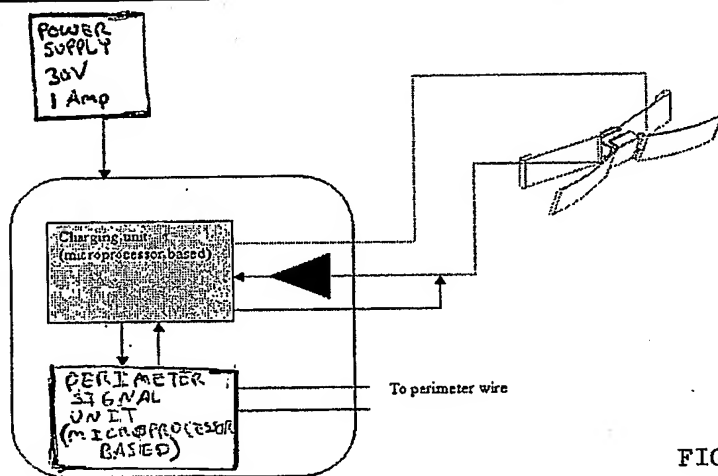 POWER
SUPPLY
30V
1 Amp
Charging unit
(microprocessor based)
PERIMETER
SIGNAL
UNIT
(MICROPROCESSOR
BASED)
To perimeter wire
FIG